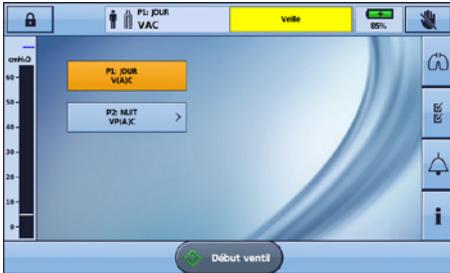 P1: JOUR
VAC
Veille
85%
cmH₂O
60
50
40
30
20
10
0
P1: JOUR
V(A)C
P2: NUIT
VP(A)C
Début ventil